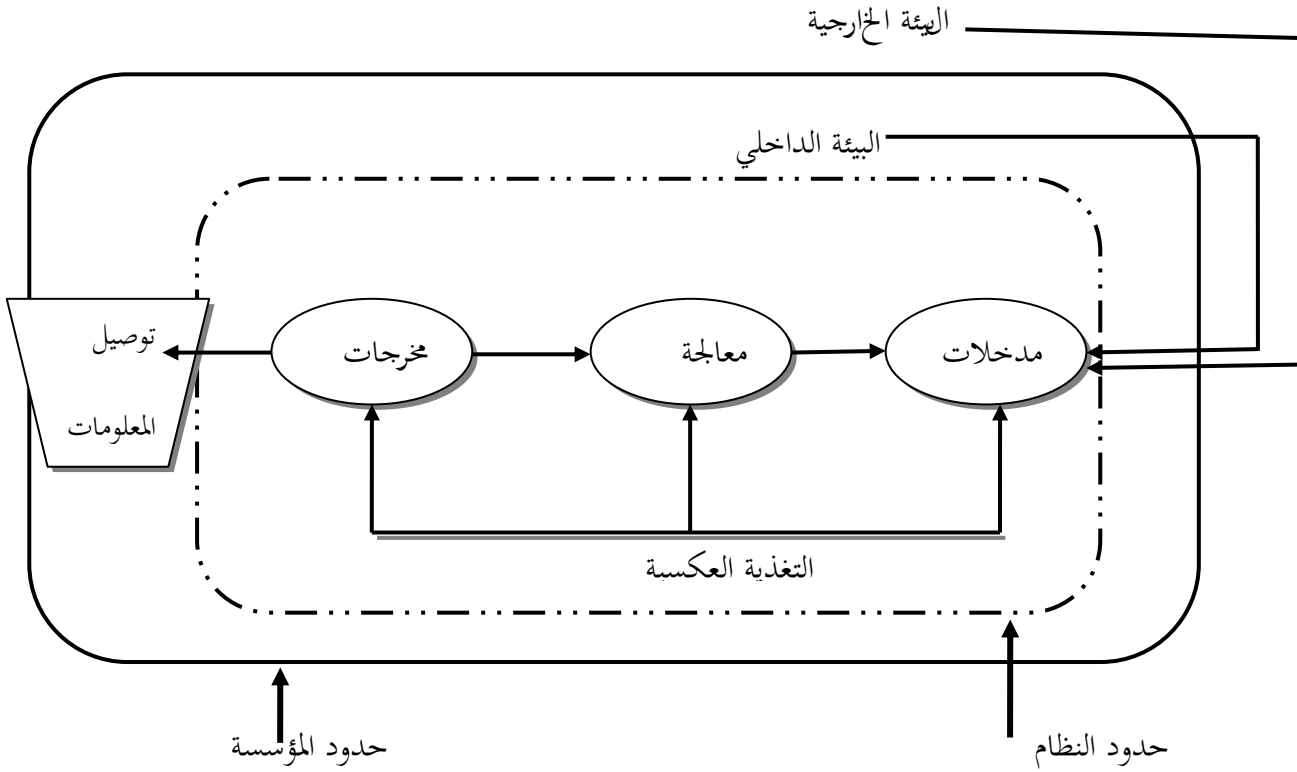 البيئة الخارجية
البيئة الداخلي
مدخلات
معالجة
مخرجات
توصيل
المعلومات
التغذية العكسية
حدود النظام
حدود المؤسسة